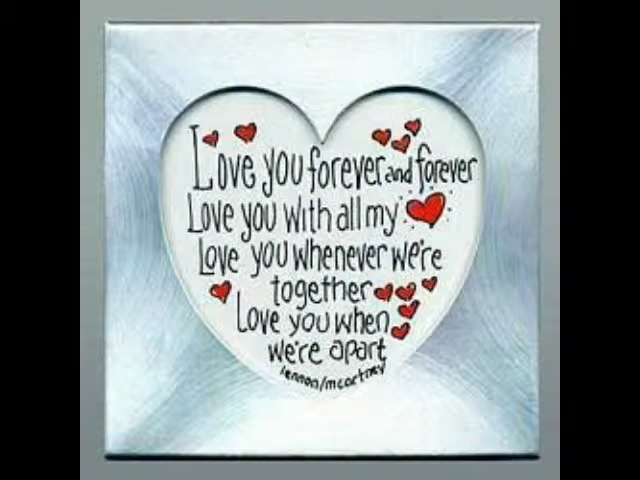 Love you forever and forever
Love you with all my
Love you whenever we're
together
Love you when
we're apart
lennon/mcartney